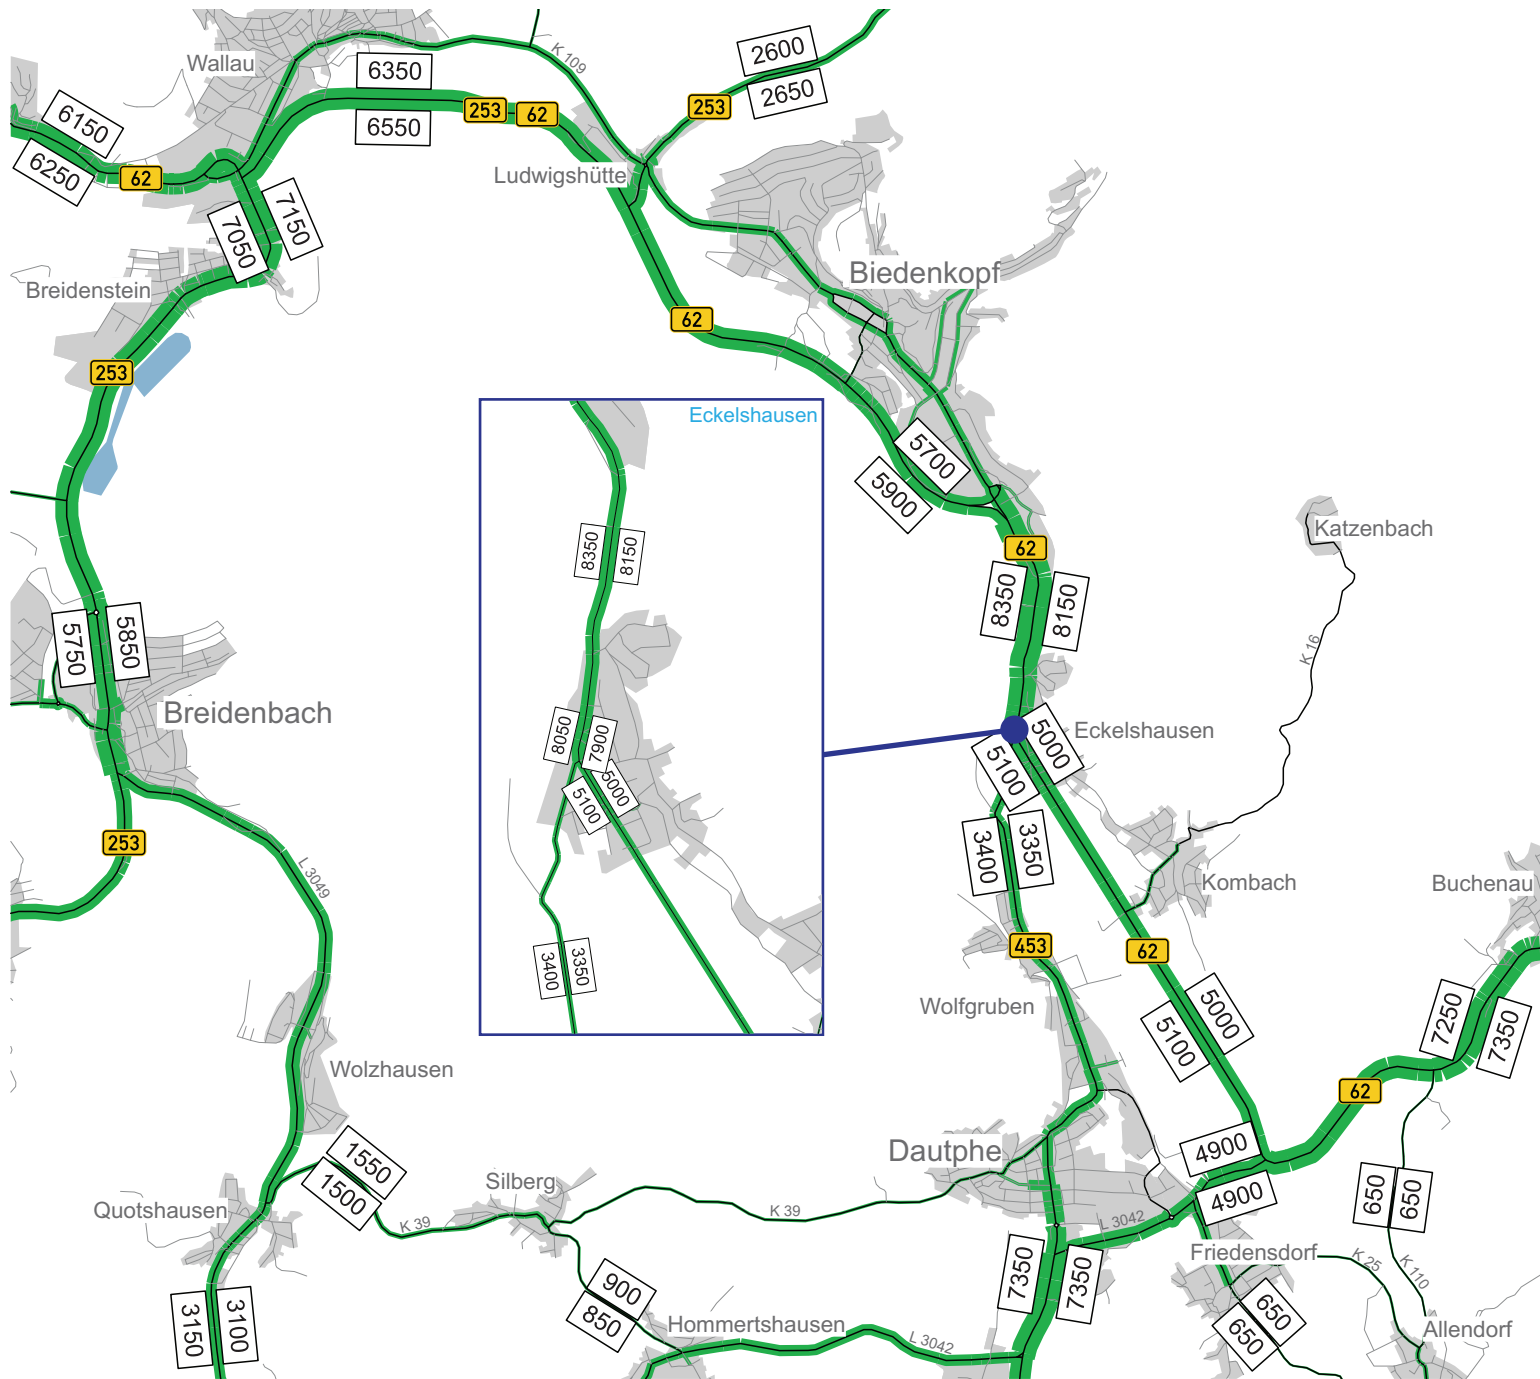 Wallau
6350
K 109
2600
253
62
253
2650
6150
6550
6250
62
Ludwigshütte
7150
7050
Biedenkopf
Breidenstein
62
253
Eckelshausen
5700
5900
Katzenbach
62
8350
8150
8350
8150
5750
5850
K 16
Breidenbach
8050
7900
5000
5100
Eckelshausen
5000
5100
253
3400
3350
L 3049
Kombach
Buchenau
3400
3350
453
62
Wolfgruben
5000
5100
7250
7350
Wolzhausen
62
Dautphe
4900
4900
1550
1500
Silberg
650
650
Quotshausen
K 39
K 39
L 3042
Friedensdorf
K 25
K 110
7350
7350
900
850
3150
3100
Hommertshausen
L 3042
650
650
Allendorf